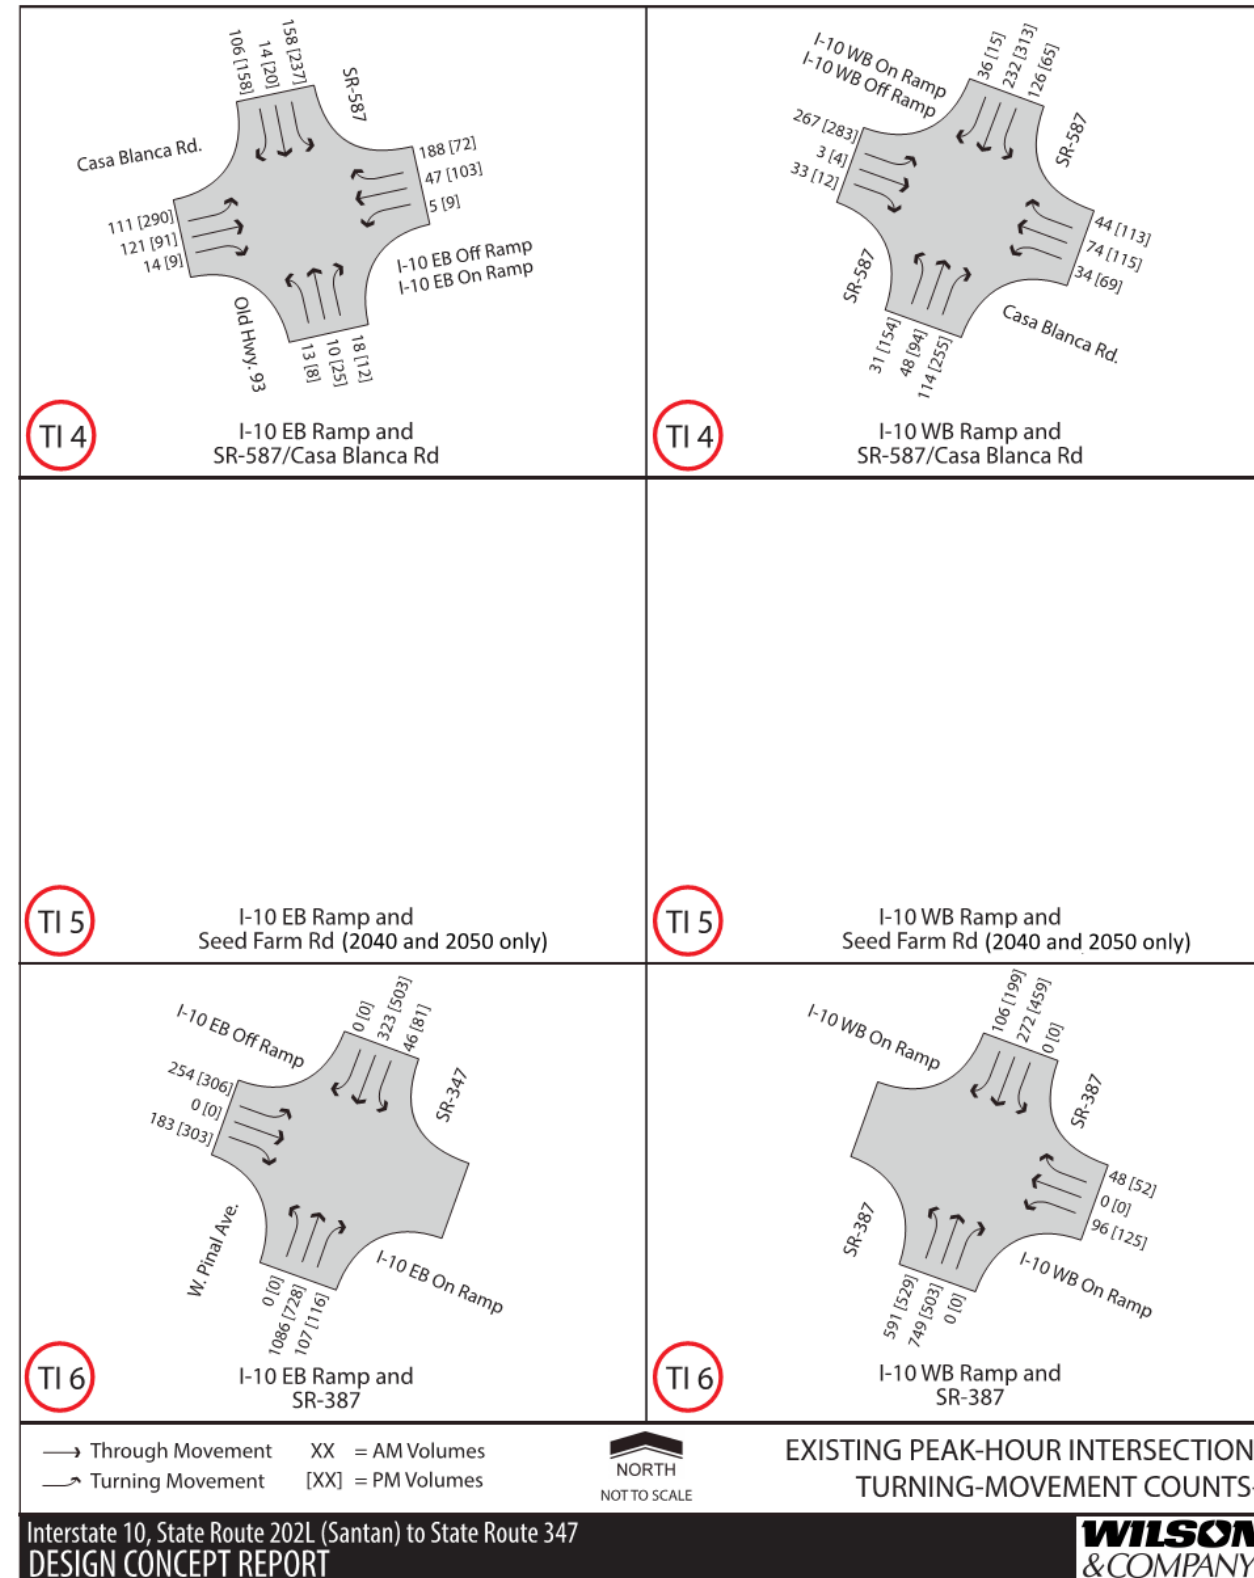 106 [158]
14 [20]
158 [237]
SR-587
Casa Blanca Rd.
188 [72]
47 [103]
5 [9]
111 [290]
121 [91]
14 [9]
I-10 EB Off Ramp
I-10 EB On Ramp
Old Hwy. 93
13 [8]
10 [25]
18 [12]
TI 4
I-10 EB Ramp and
SR-587/Casa Blanca Rd
I-10 WB On Ramp
I-10 WB Off Ramp
36 [15]
232 [313]
126 [65]
SR-587
267 [283]
3 [4]
33 [12]
44 [113]
74 [115]
34 [69]
SR-587
Casa Blanca Rd.
31 [154]
48 [94]
114 [255]
TI 4
I-10 WB Ramp and
SR-587/Casa Blanca Rd
TI 5
I-10 EB Ramp and
Seed Farm Rd (2040 and 2050 only)
TI 5
I-10 WB Ramp and
Seed Farm Rd (2040 and 2050 only)
I-10 EB Off Ramp
0 [0]
323 [503]
46 [81]
SR-347
254 [306]
0 [0]
183 [303]
W. Pinal Ave.
I-10 EB On Ramp
0 [0]
1086 [728]
107 [116]
TI 6
I-10 EB Ramp and
SR-387
I-10 WB On Ramp
106 [199]
272 [459]
0 [0]
SR-387
48 [52]
0 [0]
96 [125]
SR-387
I-10 WB On Ramp
591 [529]
749 [503]
0 [0]
TI 6
I-10 WB Ramp and
SR-387
Through Movement XX = AM Volumes
Turning Movement [XX] = PM Volumes
NORTH
NOT TO SCALE
EXISTING PEAK-HOUR INTERSECTION
TURNING-MOVEMENT COUNTS-
Interstate 10, State Route 202L (Santan) to State Route 347
DESIGN CONCEPT REPORT
WILSON
&COMPANY